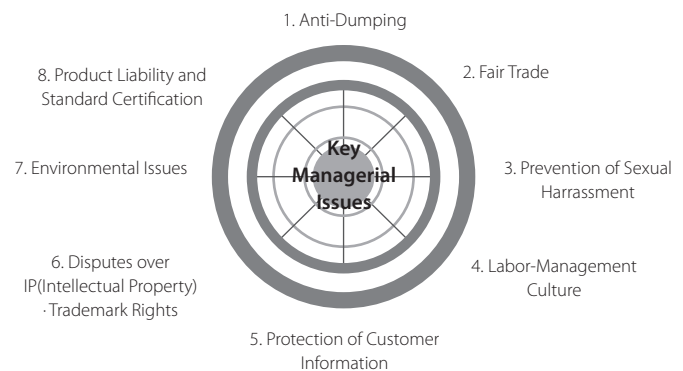 1. Anti-Dumping
2. Fair Trade
3. Prevention of Sexual
Harrassment
4. Labor-Management
Culture
5. Protection of Customer
Information
6. Disputes over
IP(Intellectual Property)
· Trademark Rights
7. Environmental Issues
8. Product Liability and
Standard Certification
Key
Managerial
Issues